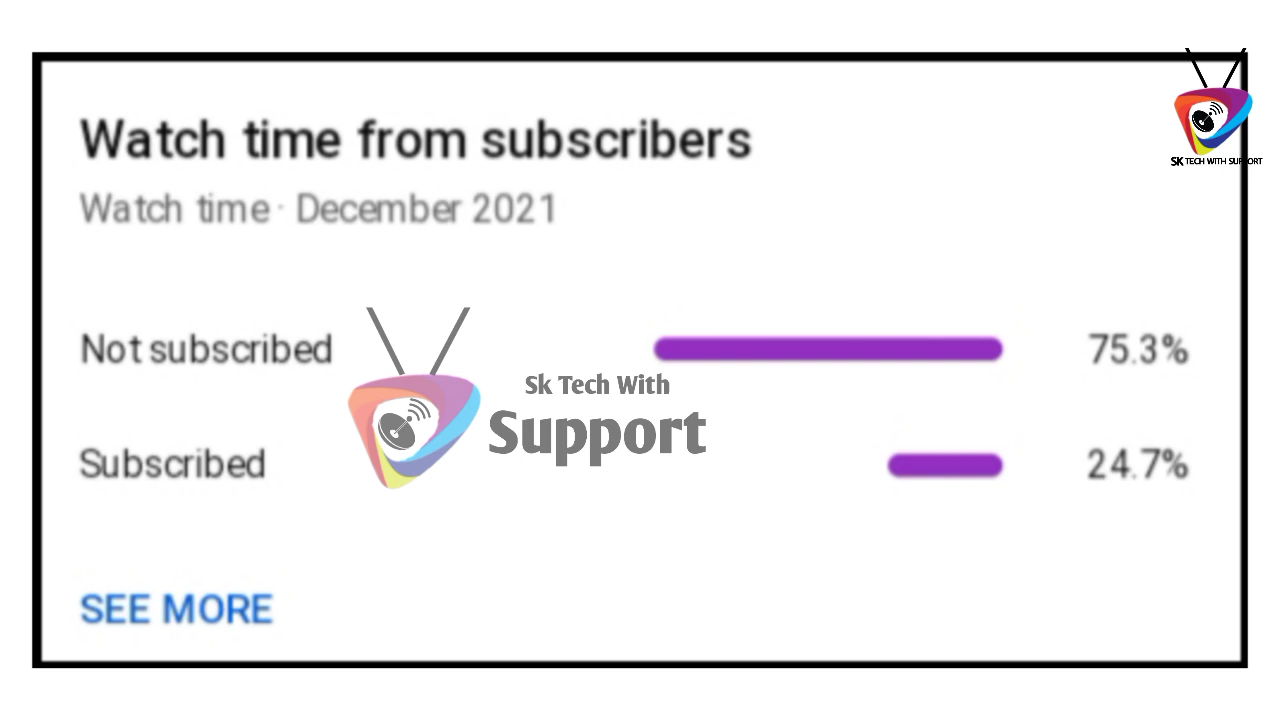 Watch time from subscribers
SK TECH WITH SUPPORT
Watch time · December 2021
Not subscribed 75.3%
Sk Tech With
Support
Subscribed 24.7%
SEE MORE